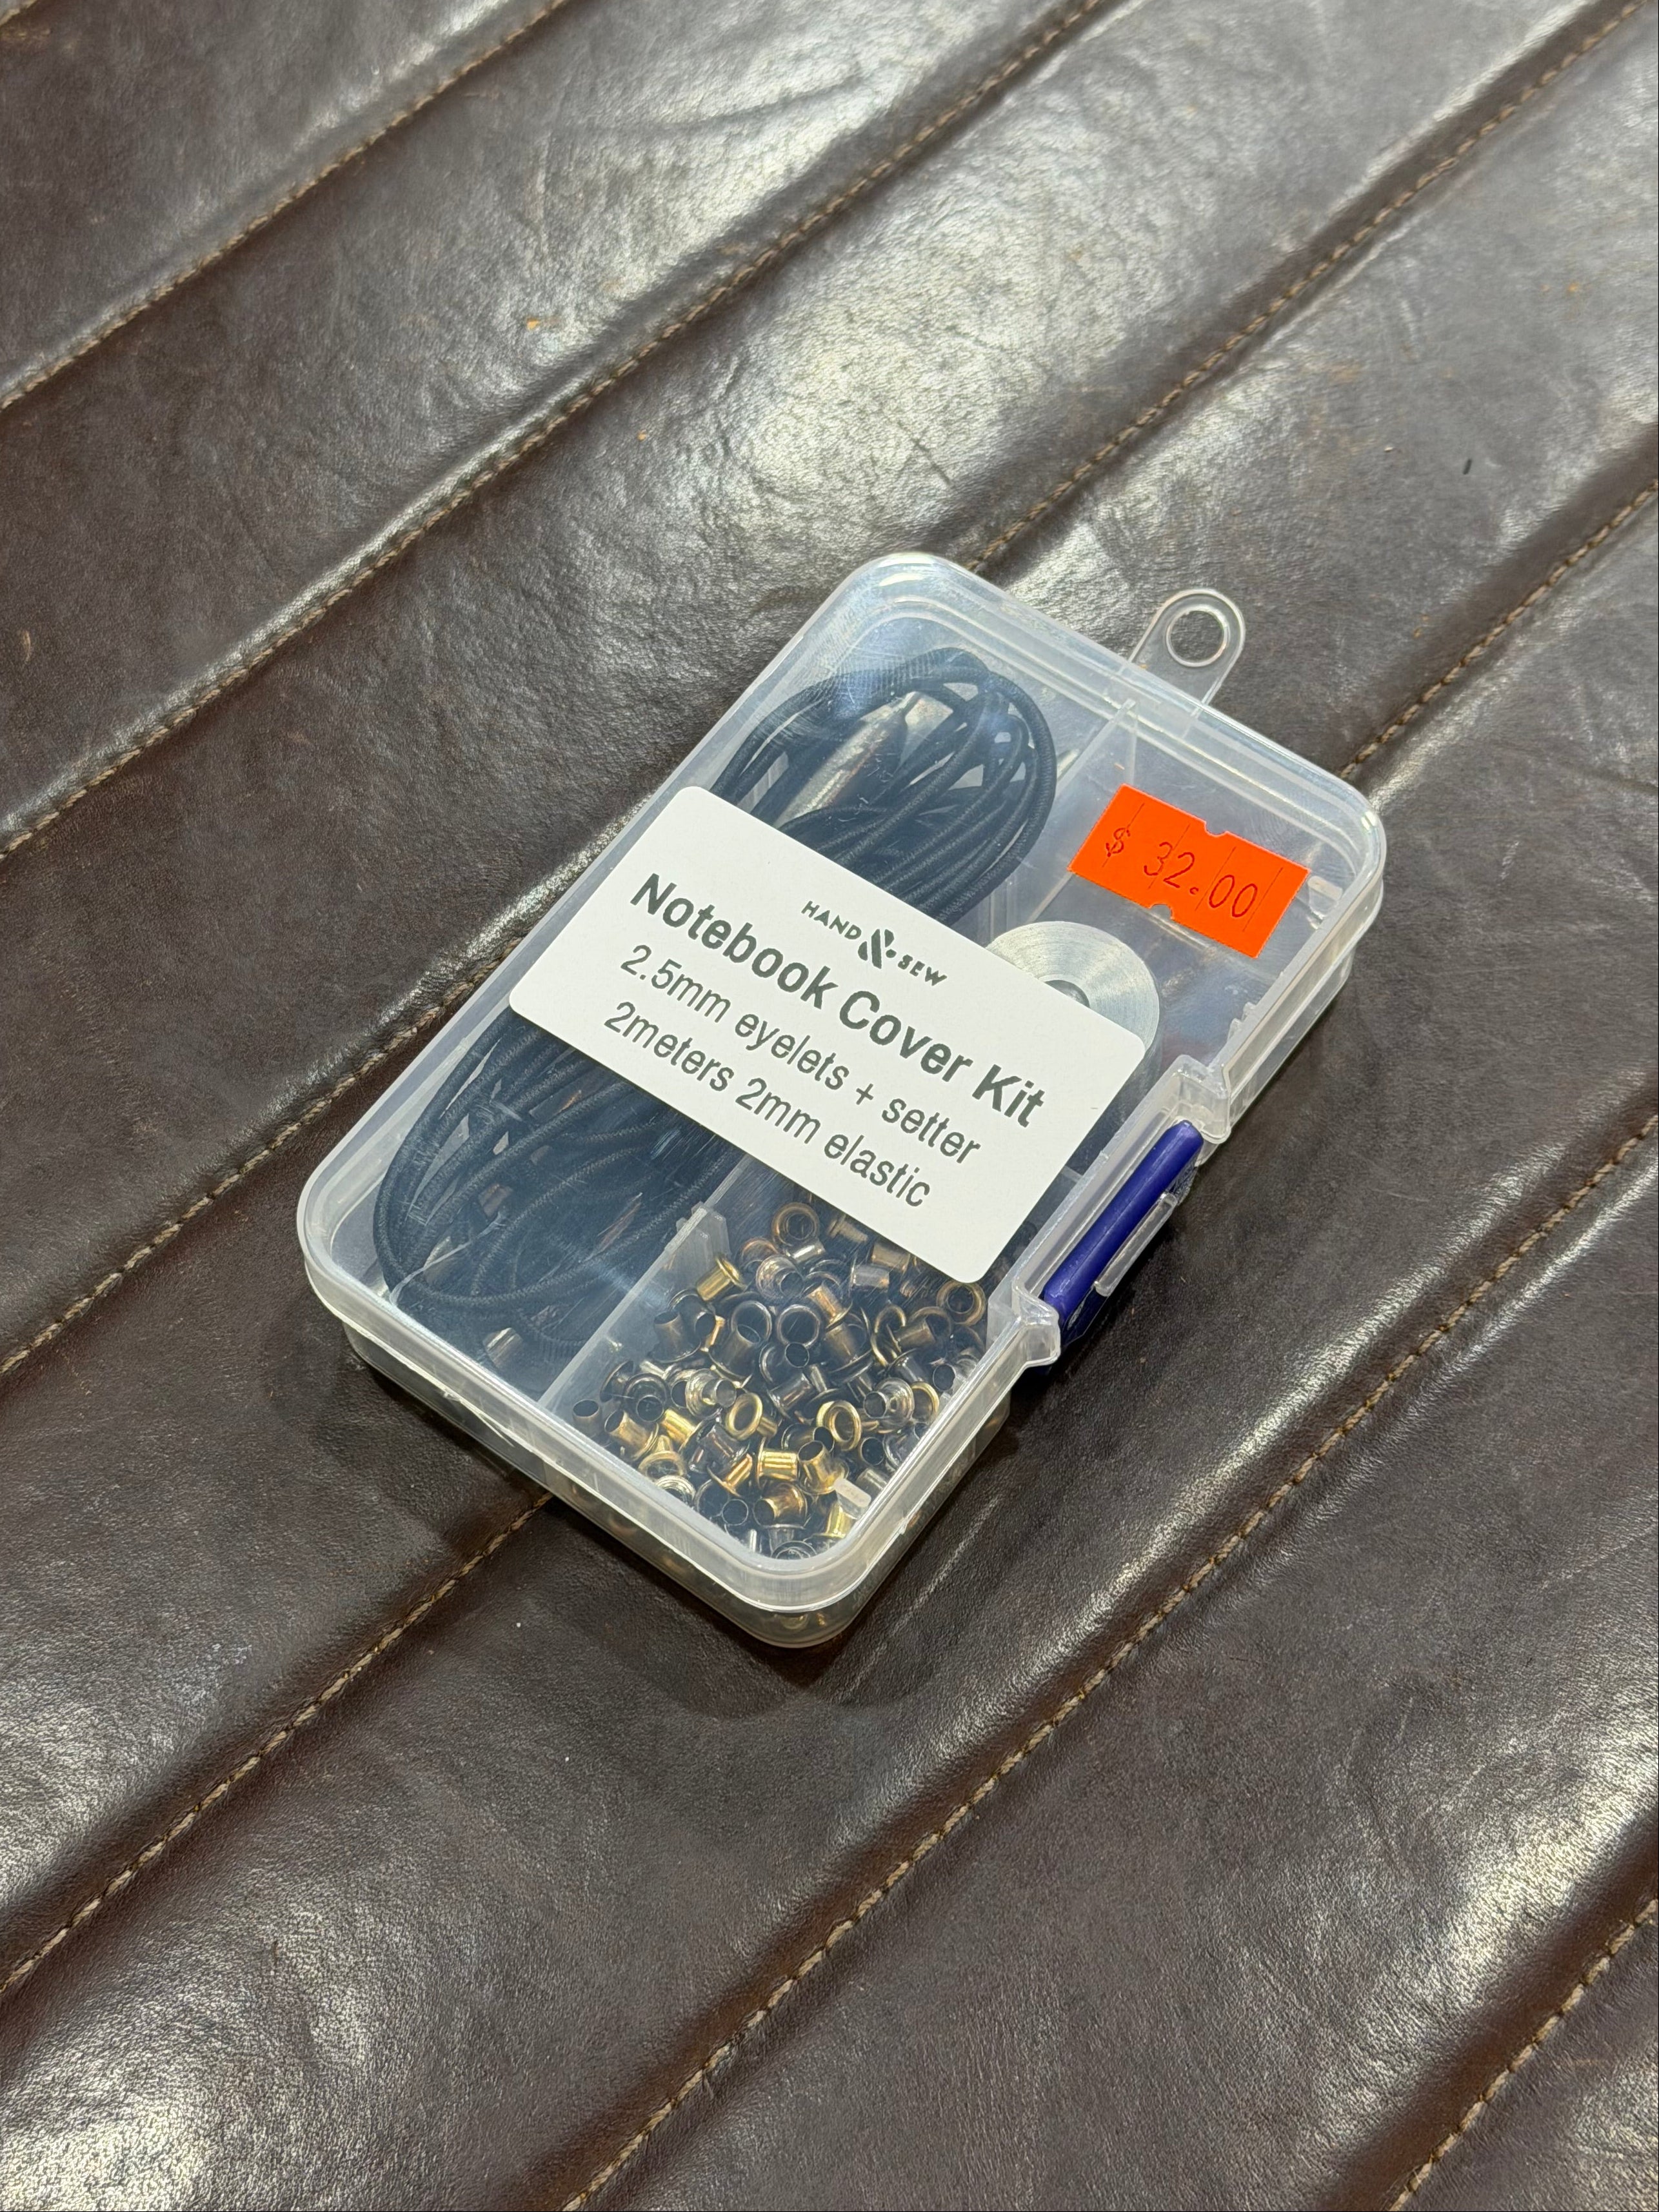 $ 32.00
HAND & SEW
Notebook Cover Kit
2.5mm eyelets + setter
2meters 2mm elastic